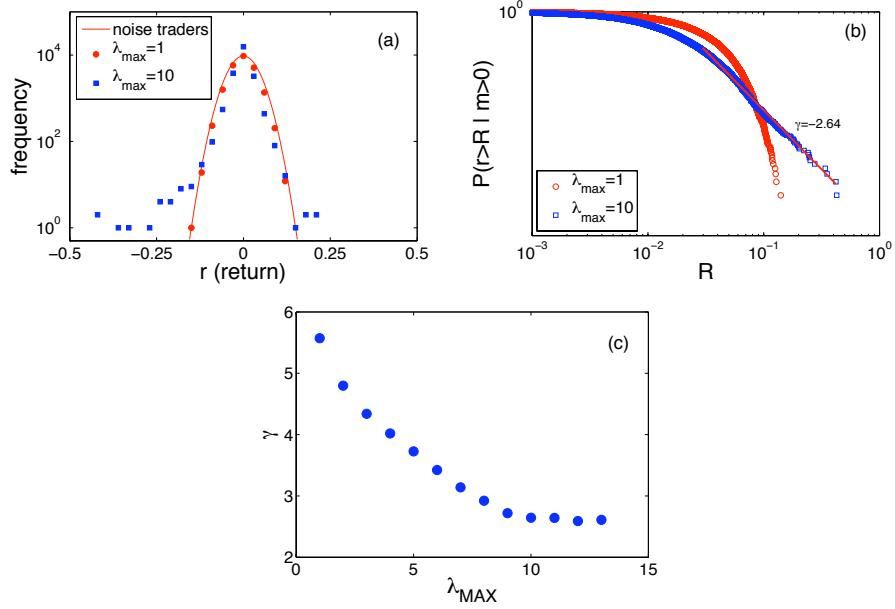 (a)
noise traders
λmax=1
λmax=10
frequency
10^4
10^2
10^0
−0.5 −0.25 0 0.25 0.5
r (return)
(b)
10^0
P(r>R | m>0)
γ=−2.64
λmax=1
λmax=10
10^−3 10^−2 10^−1 10^0
R
(c)
6
5
4
3
2
γ
0 5 10 15
λMAX